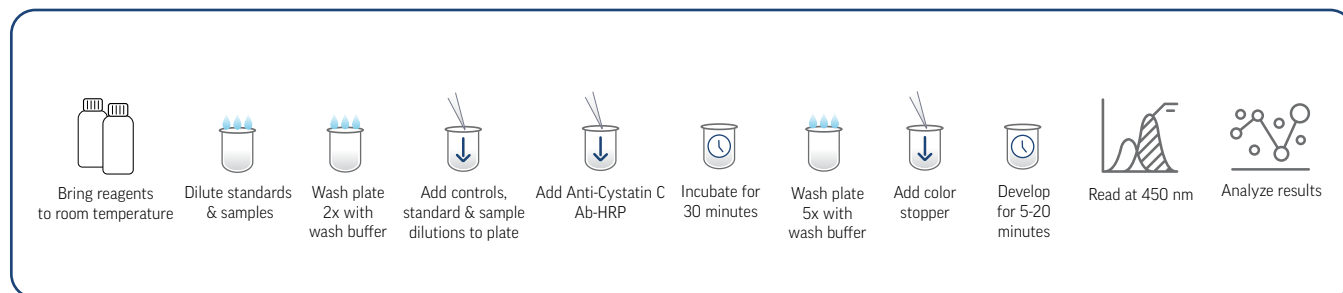 Bring reagents
to room temperature
Dilute standards
& samples
Wash plate
2x with
wash buffer
Add controls,
standard & sample
dilutions to plate
Add Anti-Cystatin C
Ab-HRP
Incubate for
30 minutes
Wash plate
5x with
wash buffer
Add color
stopper
Develop
for 5-20
minutes
Read at 450 nm
Analyze results